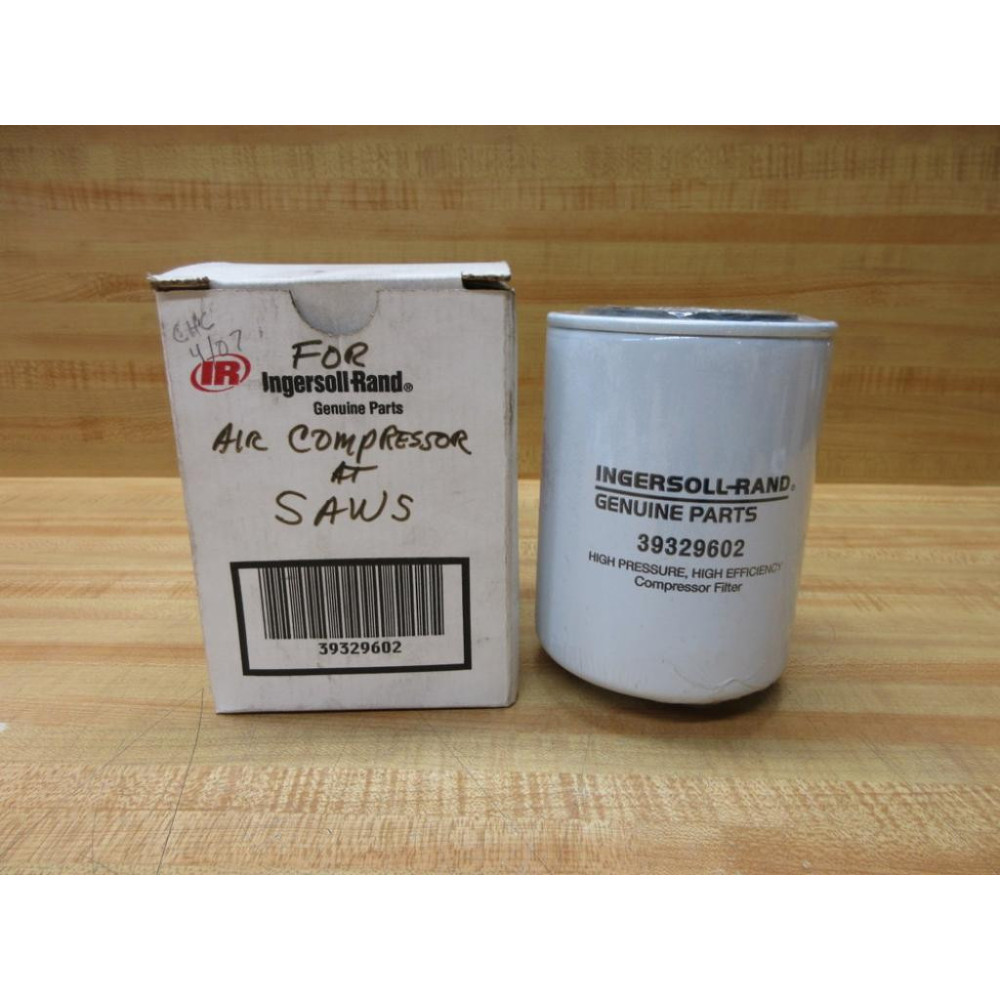 CHC
4/07
FOR
IR Ingersoll-Rand®
Genuine Parts
AIR COMPRESSOR
AT
SAWS
39329602
INGERSOLL-RAND®
GENUINE PARTS
39329602
HIGH PRESSURE, HIGH EFFICIENCY
Compressor Filter